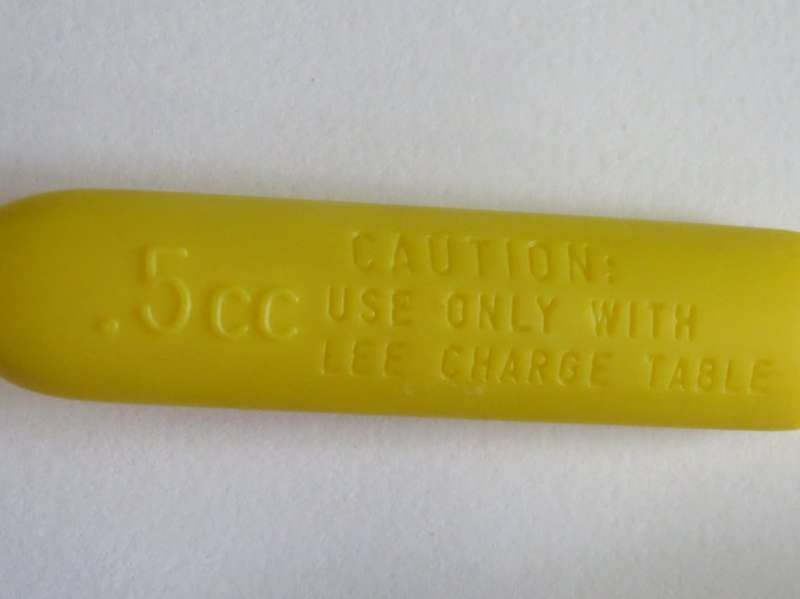 .5cc
CAUTION:
USE ONLY WITH
LEE CHARGE TABLE